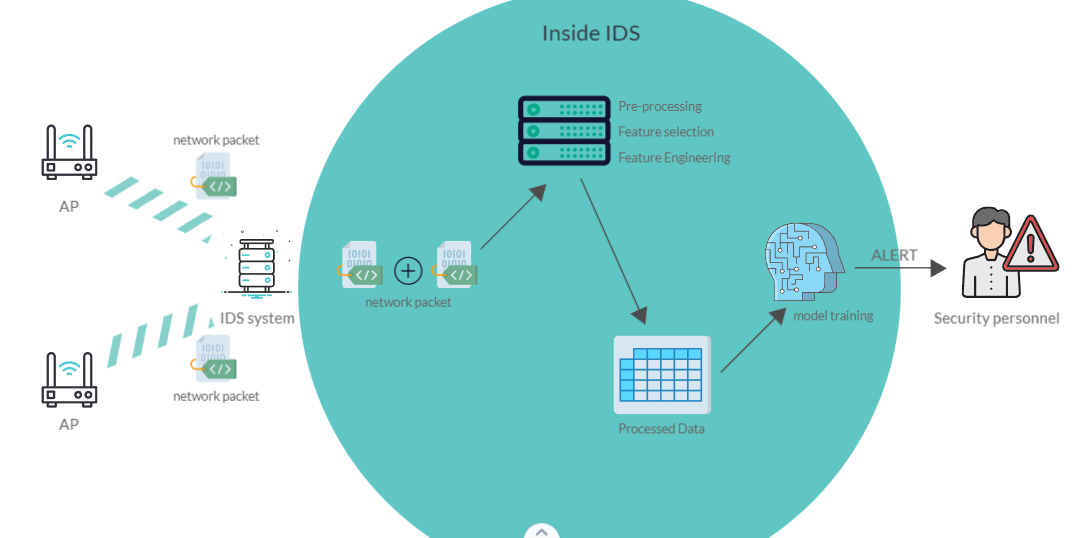 Inside IDS
Pre-processing
Feature selection
Feature Engineering
network packet
AP
IDS system
network packet
AP
network packet
Processed Data
model training
ALERT
Security personnel